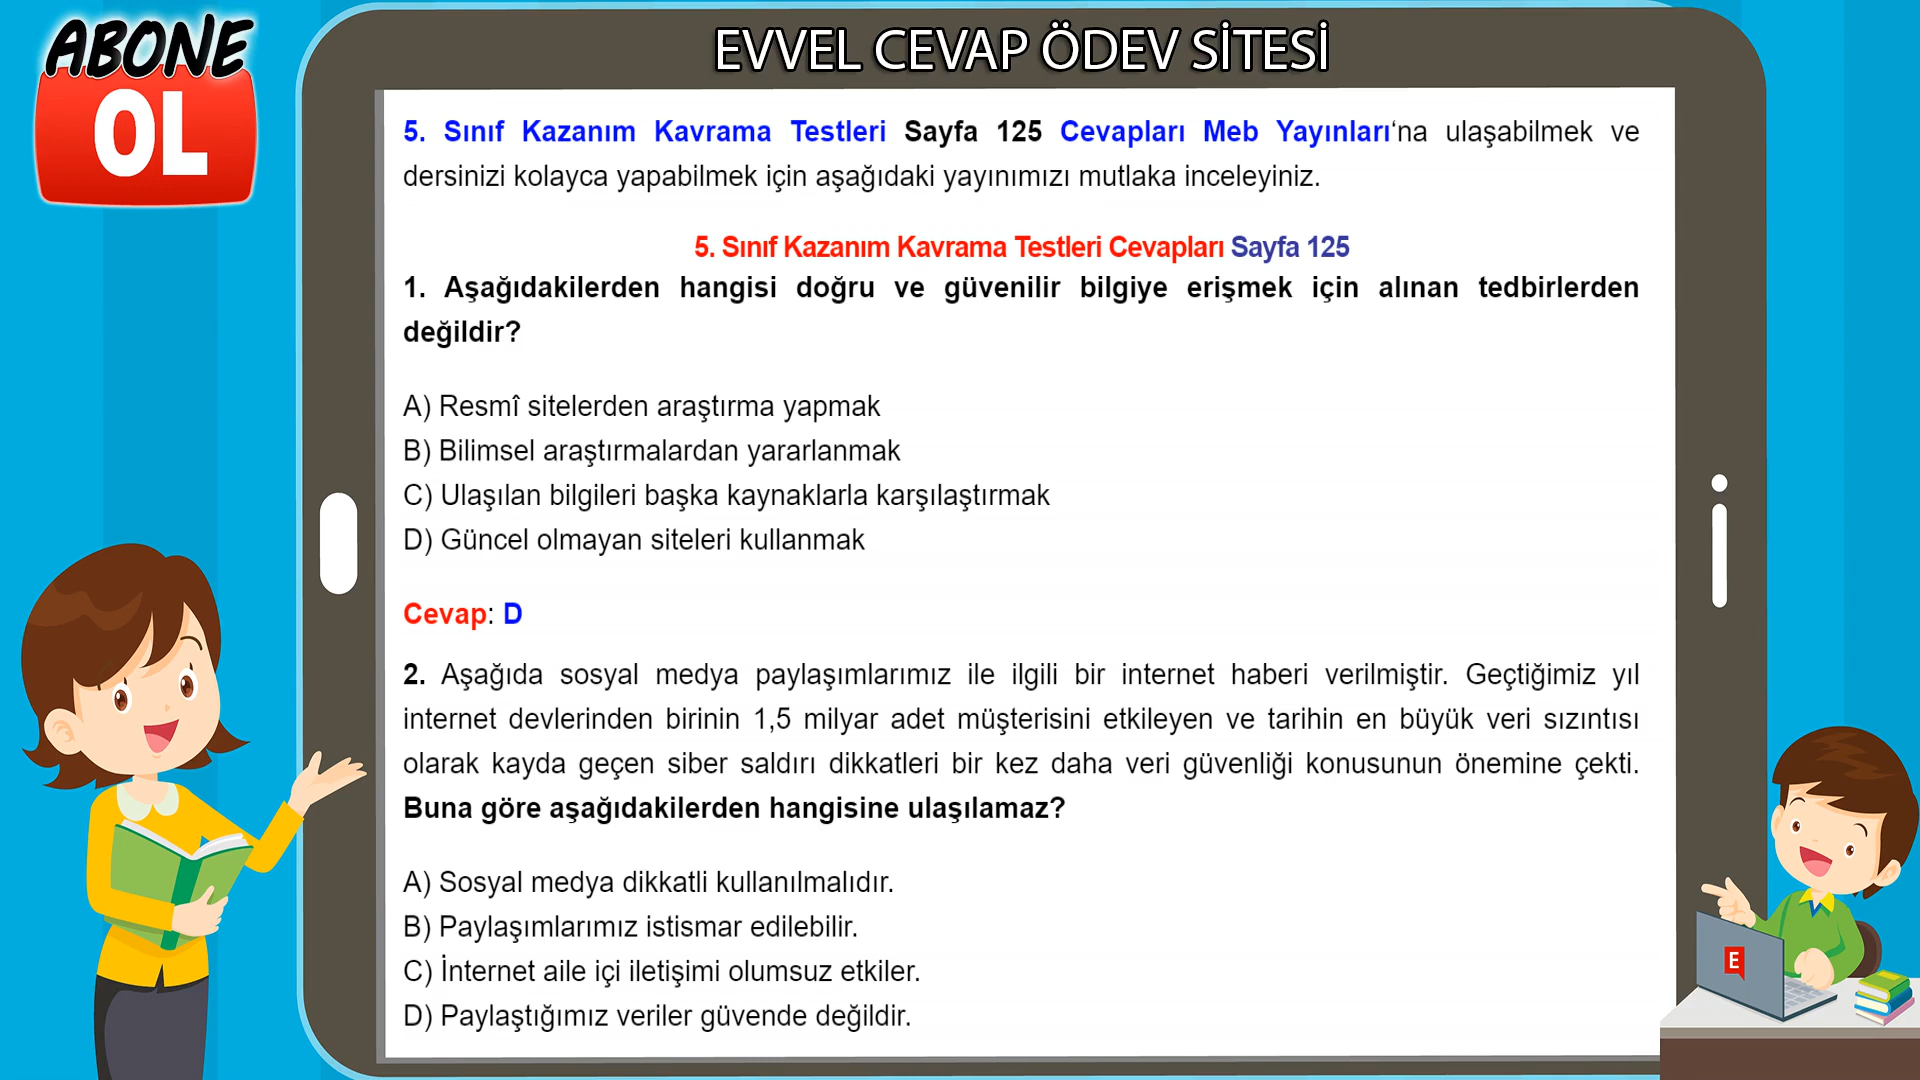 ABONE
OL
EVVEL CEVAP ÖDEV SİTESİ
5. Sınıf Kazanım Kavrama Testleri Sayfa 125 Cevapları Meb Yayınları‘na ulaşabilmek ve
dersinizi kolayca yapabilmek için aşağıdaki yayınımızı mutlaka inceleyiniz.
5. Sınıf Kazanım Kavrama Testleri Cevapları Sayfa 125
1. Aşağıdakilerden hangisi doğru ve güvenilir bilgiye erişmek için alınan tedbirlerden
değildir?
A) Resmî sitelerden araştırma yapmak
B) Bilimsel araştırmalardan yararlanmak
C) Ulaşılan bilgileri başka kaynaklarla karşılaştırmak
D) Güncel olmayan siteleri kullanmak
Cevap: D
2. Aşağıda sosyal medya paylaşımlarımız ile ilgili bir internet haberi verilmiştir. Geçtiğimiz yıl
internet devlerinden birinin 1,5 milyar adet müşterisini etkileyen ve tarihin en büyük veri sızıntısı
olarak kayda geçen siber saldırı dikkatleri bir kez daha veri güvenliği konusunun önemine çekti.
Buna göre aşağıdakilerden hangisine ulaşılamaz?
A) Sosyal medya dikkatli kullanılmalıdır.
B) Paylaşımlarımız istismar edilebilir.
C) İnternet aile içi iletişimi olumsuz etkiler.
D) Paylaştığımız veriler güvende değildir.
E